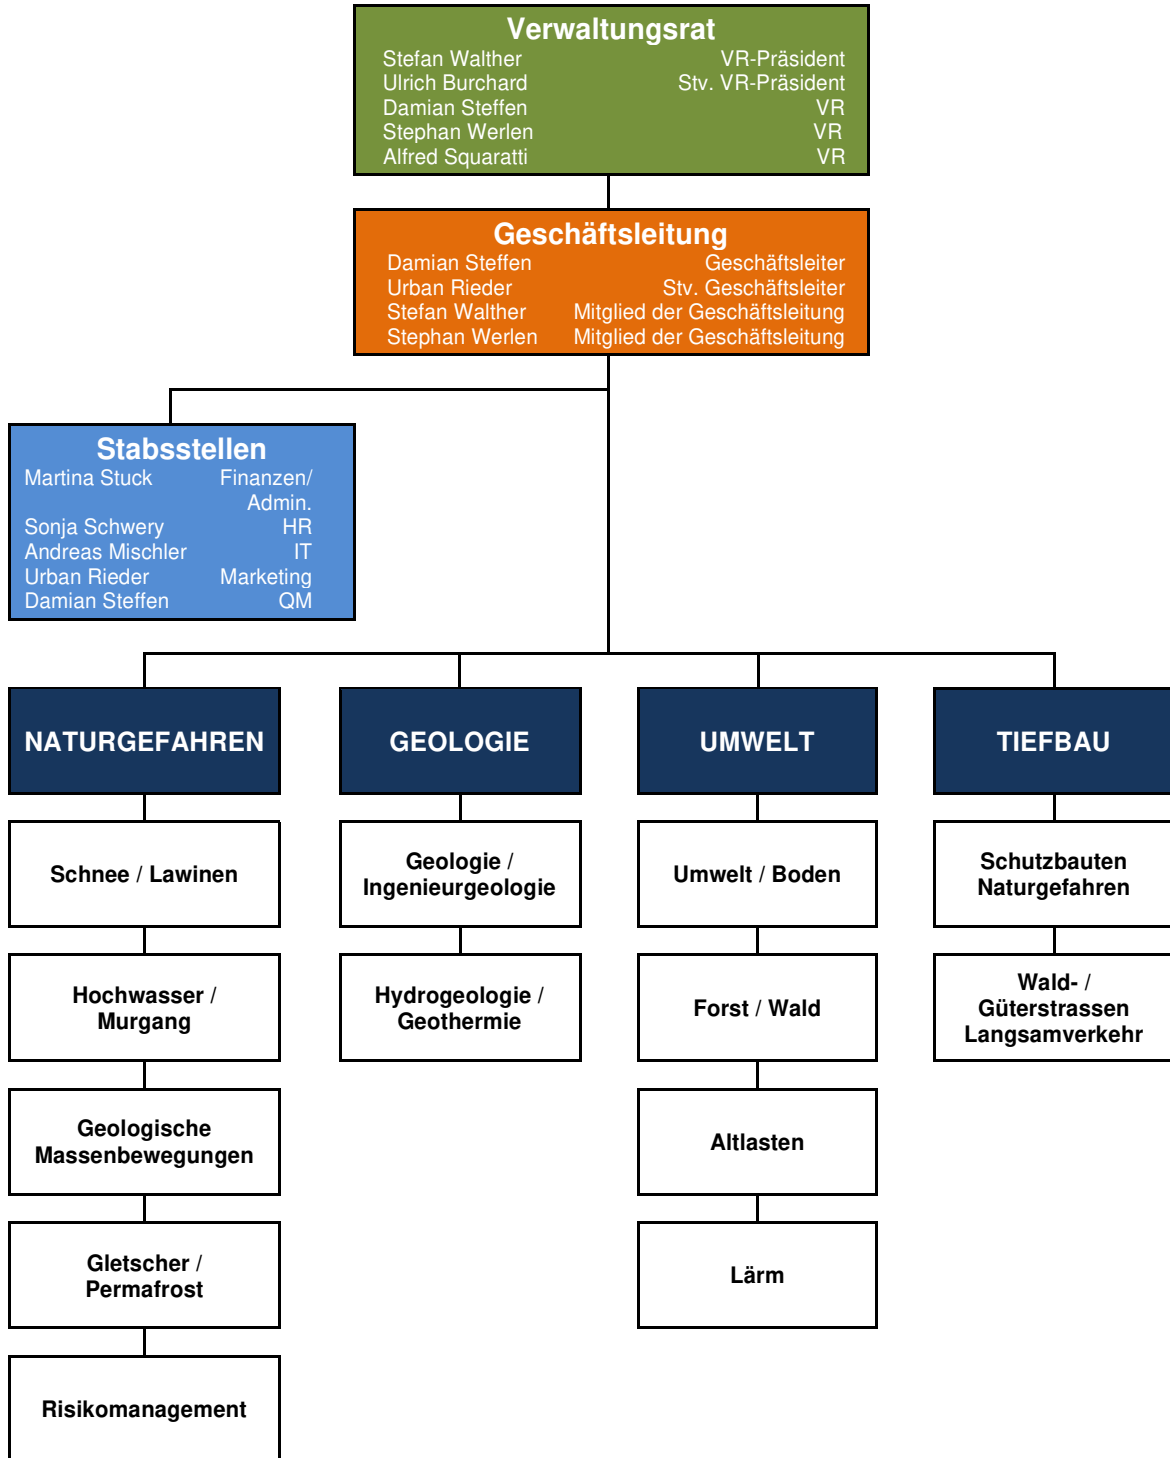 Verwaltungsrat
Stefan Walther VR-Präsident
Ulrich Burchard Stv. VR-Präsident
Damian Steffen VR
Stephan Werlen VR
Alfred Squaratti VR
Geschäftsleitung
Damian Steffen Geschäftsleiter
Urban Rieder Stv. Geschäftsleiter
Stefan Walther Mitglied der Geschäftsleitung
Stephan Werlen Mitglied der Geschäftsleitung
Stabsstellen
Martina Stuck Finanzen/
Admin.
Sonja Schwery HR
Andreas Mischler IT
Urban Rieder Marketing
Damian Steffen QM
NATURGEFAHREN
Schnee / Lawinen
Hochwasser /
Murgang
Geologische
Massenbewegungen
Gletscher /
Permafrost
Risikomanagement
GEOLOGIE
Geologie /
Ingenieurgeologie
Hydrogeologie /
Geothermie
UMWELT
Umwelt / Boden
Forst / Wald
Altlasten
Lärm
TIEFBAU
Schutzbauten
Naturgefahren
Wald- /
Güterstrassen
Langsamverkehr